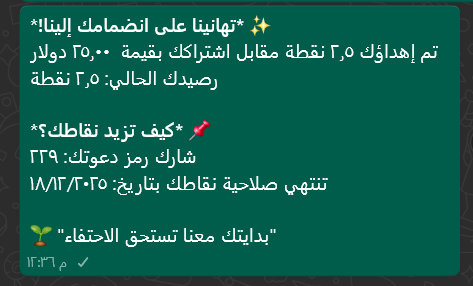 ✨ *تهانينا على انضمامك إلينا!*
تم إهداؤك ٢٫٥ نقطة مقابل اشتراكك بقيمة ٢٥٫٠٠ دولار
رصيدك الحالي: ٢٫٥ نقطة
📌 *كيف تزيد نقاطك؟*
شارك رمز دعوتك: ٢٢٩
تنتهي صلاحية نقاطك بتاريخ: ١٨/١٢/٢٠٢٥
"بدايتك معنا تستحق الاحتفاء" 🌱
١٢:٣٦ م ✓